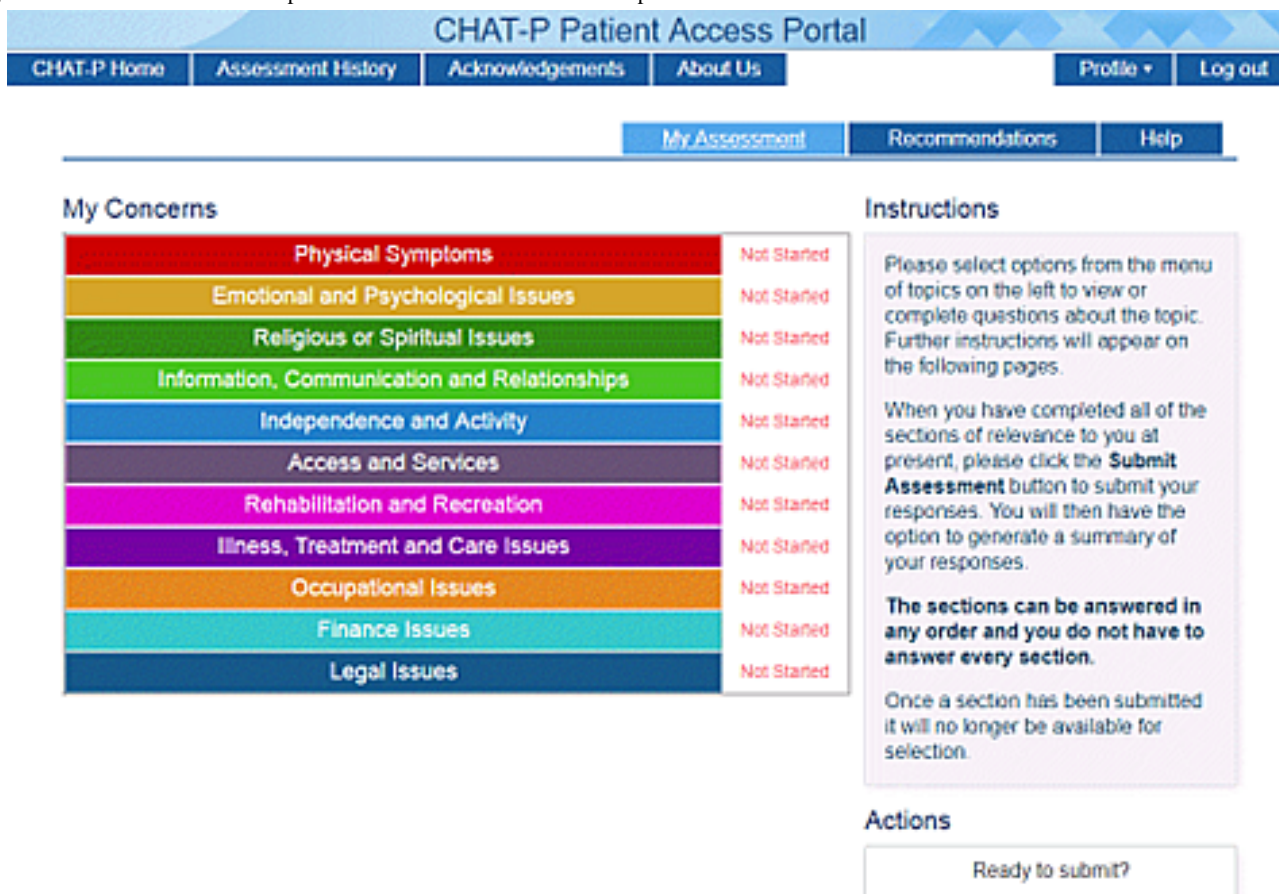 CHAT-P Patient Access Portal
CHAT-P Home Assessment History Acknowledgements About Us Profile Log out
My Assessment Recommendations Help
My Concerns
Physical Symptoms Not Started
Emotional and Psychological Issues Not Started
Religious or Spiritual Issues Not Started
Information, Communication and Relationships Not Started
Independence and Activity Not Started
Access and Services Not Started
Rehabilitation and Recreation Not Started
Illness, Treatment and Care Issues Not Started
Occupational Issues Not Started
Finance Issues Not Started
Legal Issues Not Started
Instructions
Please select options from the menu
of topics on the left to view or
complete questions about the topic.
Further instructions will appear on
the following pages.
When you have completed all of the
sections of relevance to you at
present, please click the Submit
Assessment button to submit your
responses. You will then have the
option to generate a summary of
your responses.
The sections can be answered in
any order and you do not have to
answer every section.
Once a section has been submitted
it will no longer be available for
selection.
Actions
Ready to submit?